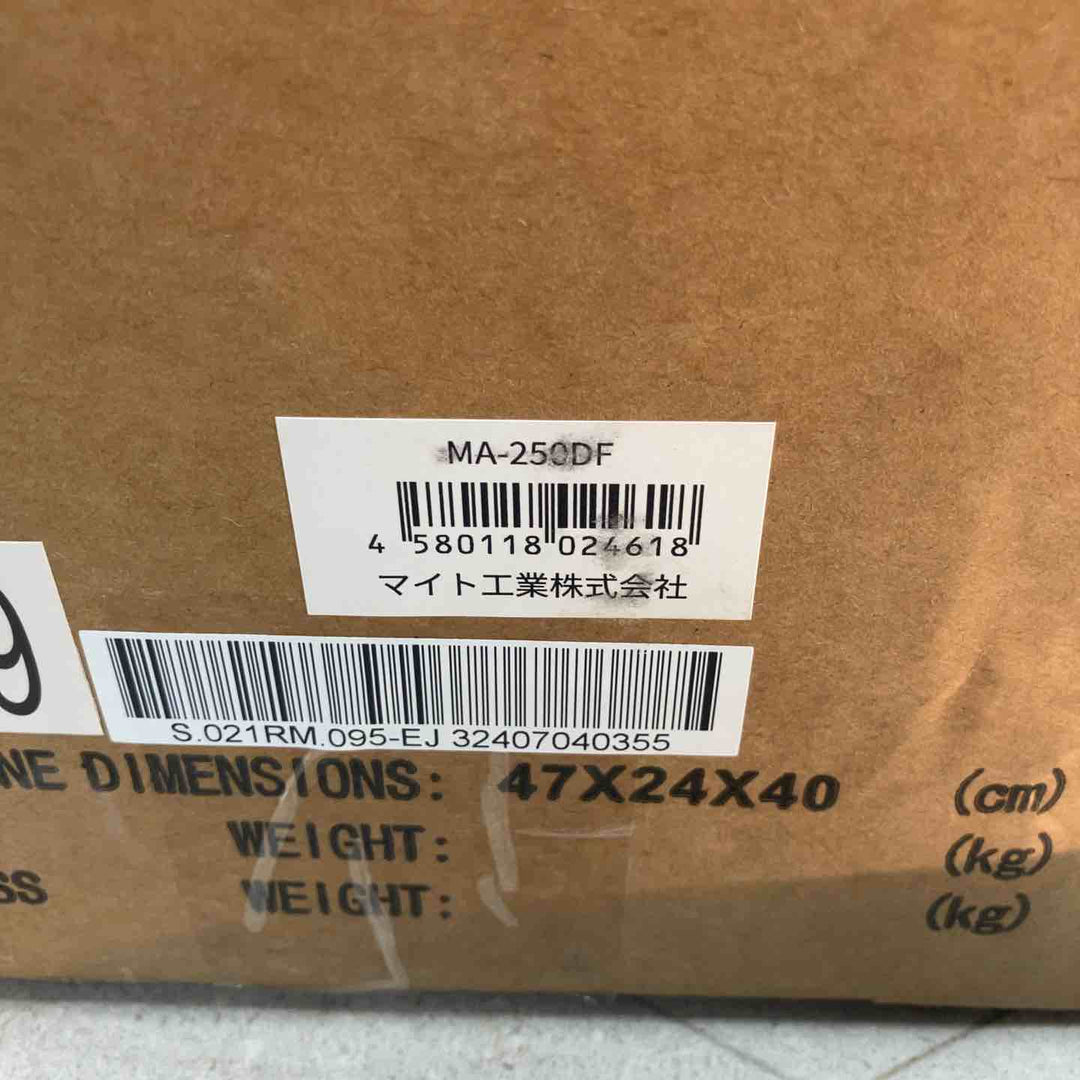 MA-250DF
4 580118 024618
マイト工業株式会社
9
S.021RM.095-EJ 32407040355
NE DIMENSIONS: 47X24X40 (cm)
WEIGHT: (kg)
SS WEIGHT: (kg)